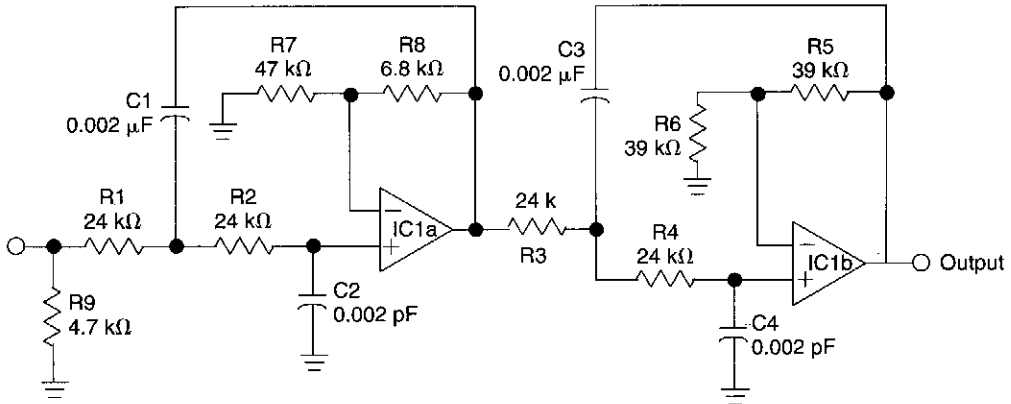 R7
47 kΩ
R8
6.8 kΩ
C3
0.002 μF
R5
39 kΩ
C1
0.002 μF
R6
39 kΩ
R1
24 kΩ
R2
24 kΩ
IC1a
24 k
R3
R4
24 kΩ
IC1b
Output
R9
4.7 kΩ
C2
0.002 pF
C4
0.002 pF